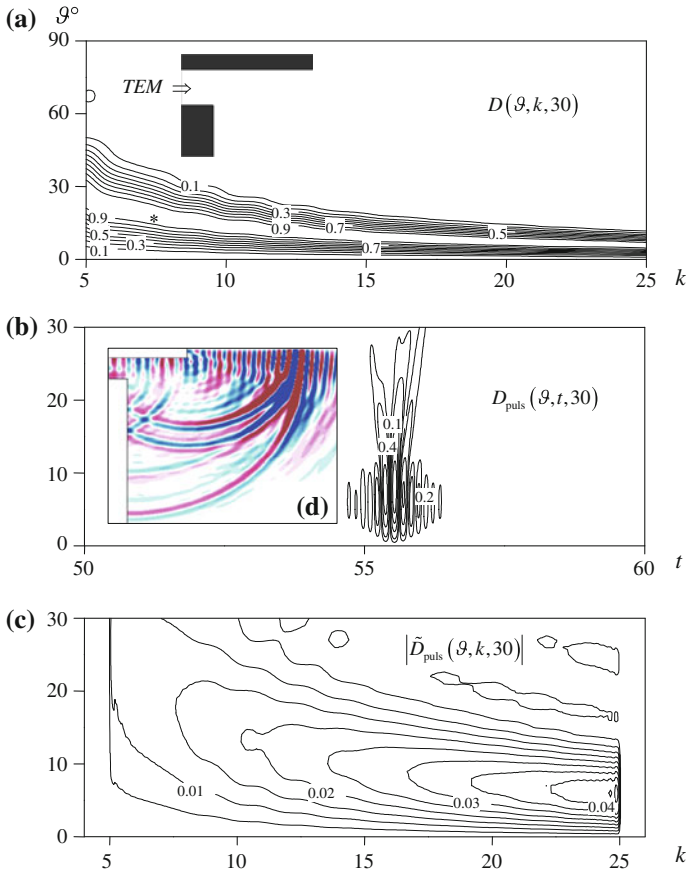 (a) ϑ°
90
60
30
0
TEM ⇒
D(ϑ, k, 30)
0.1
0.3
0.9
0.7
0.5
0.9
0.5
0.3
0.1
0.7
*
5 10 15 20 25 k
(b) 30
20
10
0
(d)
0.1
0.4
0.2
D_puls(ϑ, t, 30)
50 55 60 t
(c) 30
20
10
0
|D̃_puls(ϑ, k, 30)|
0.01
0.02
0.03
0.04
5 10 15 20 25 k